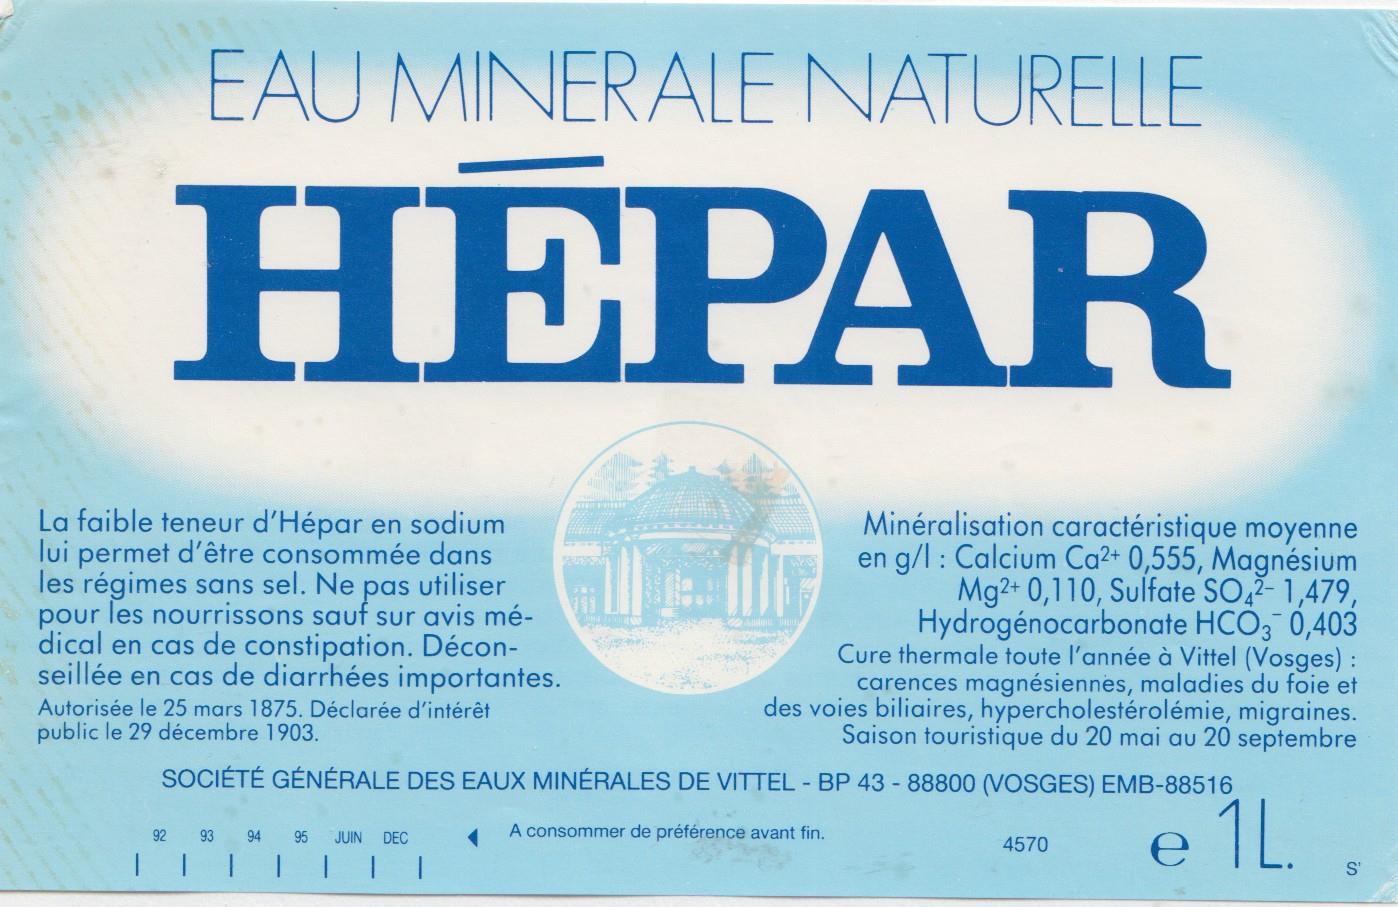 EAU MINERALE NATURELLE
HÉPAR
La faible teneur d'Hépar en sodium
lui permet d'être consommée dans
les régimes sans sel. Ne pas utiliser
pour les nourrissons sauf sur avis mé-
dical en cas de constipation. Décon-
seillée en cas de diarrhées importantes.
Autorisée le 25 mars 1875. Déclarée d'intérêt
public le 29 décembre 1903.
Minéralisation caractéristique moyenne
en g/l : Calcium Ca²⁺ 0,555, Magnésium
Mg²⁺ 0,110, Sulfate SO₄²⁻ 1,479,
Hydrogénocarbonate HCO₃⁻ 0,403
Cure thermale toute l'année à Vittel (Vosges) :
carences magnésiennes, maladies du foie et
des voies biliaires, hypercholestérolémie, migraines.
Saison touristique du 20 mai au 20 septembre
SOCIÉTÉ GÉNÉRALE DES EAUX MINÉRALES DE VITTEL - BP 43 - 88800 (VOSGES) EMB-88516
92 93 94 95 JUIN DEC ◀ A consommer de préférence avant fin.
4570
e 1L.
S'